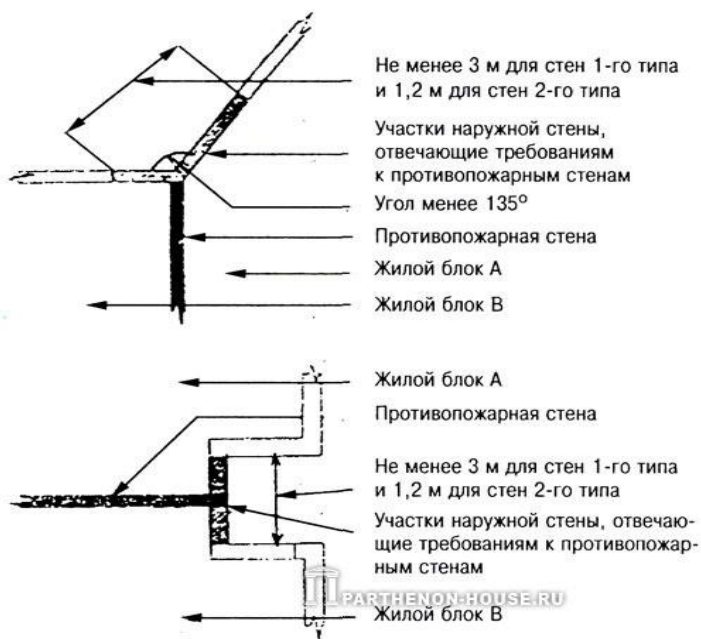 Не менее 3 м для стен 1-го типа
и 1,2 м для стен 2-го типа
Участки наружной стены,
отвечающие требованиям
к противопожарным стенам
Угол менее 135°
Противопожарная стена
Жилой блок А
Жилой блок В
Жилой блок А
Противопожарная стена
Не менее 3 м для стен 1-го типа
и 1,2 м для стен 2-го типа
Участки наружной стены, отвечаю-
щие требованиям к противопожар-
ным стенам
PARTHENON-HOUSE.RU
Жилой блок В